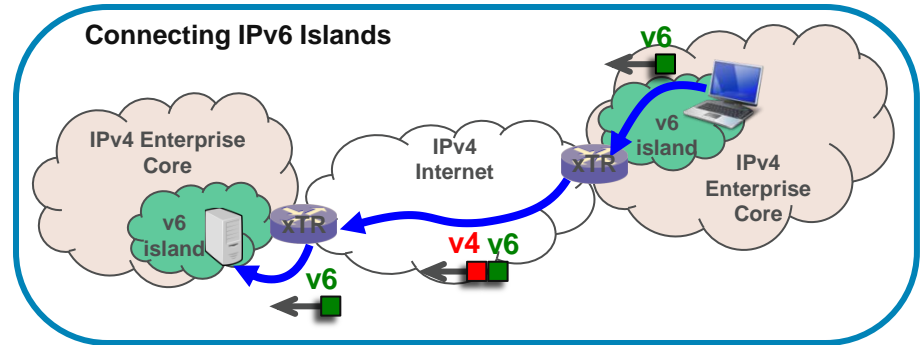 Connecting IPv6 Islands
v6
IPv4 Enterprise
Core
v6
island
xTR
IPv4
Internet
xTR
v6
island
IPv4
Enterprise
Core
v4 v6
v6